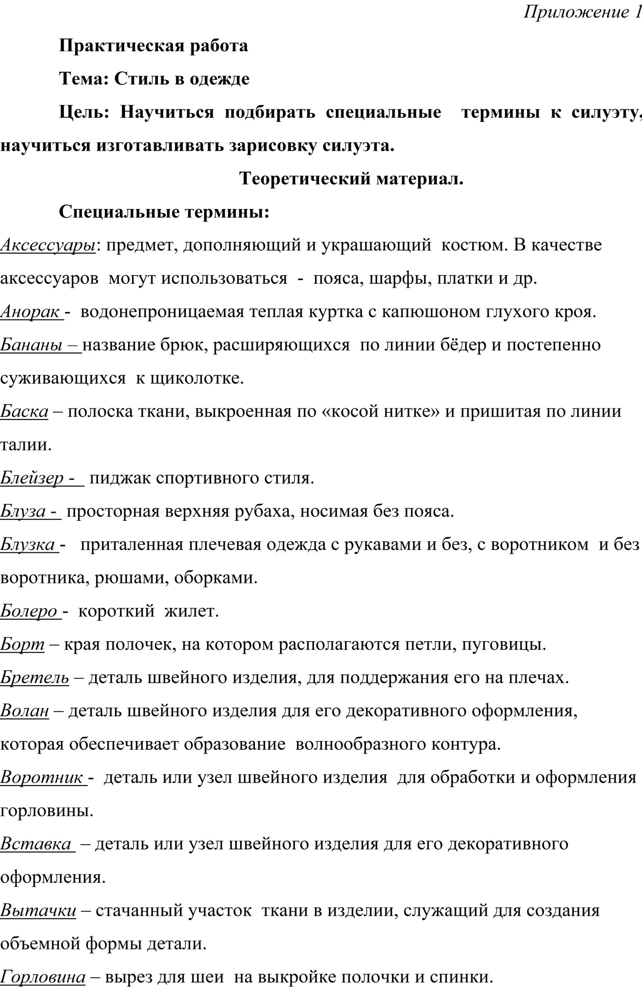 Приложение 1
Практическая работа
Тема: Стиль в одежде
Цель: Научиться подбирать специальные термины к силуэту,
научиться изготавливать зарисовку силуэта.
Теоретический материал.
Специальные термины:
Аксессуары: предмет, дополняющий и украшающий костюм. В качестве
аксессуаров могут использоваться - пояса, шарфы, платки и др.
Анорак - водонепроницаемая теплая куртка с капюшоном глухого кроя.
Бананы – название брюк, расширяющихся по линии бёдер и постепенно
суживающихся к щиколотке.
Баска – полоска ткани, выкроенная по «косой нитке» и пришитая по линии
талии.
Блейзер - пиджак спортивного стиля.
Блуза - просторная верхняя рубаха, носимая без пояса.
Блузка - приталенная плечевая одежда с рукавами и без, с воротником и без
воротника, рюшами, оборками.
Болеро - короткий жилет.
Борт – края полочек, на котором располагаются петли, пуговицы.
Бретель – деталь швейного изделия, для поддержания его на плечах.
Волан – деталь швейного изделия для его декоративного оформления,
которая обеспечивает образование волнообразного контура.
Воротник - деталь или узел швейного изделия для обработки и оформления
горловины.
Вставка – деталь или узел швейного изделия для его декоративного
оформления.
Вытачки – стачанный участок ткани в изделии, служащий для создания
объемной формы детали.
Горловина – вырез для шеи на выкройке полочки и спинки.